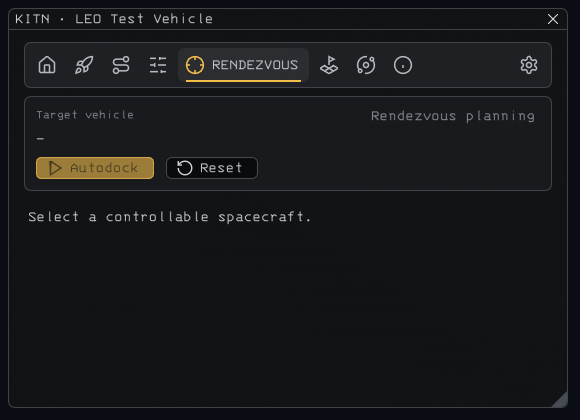 KITN · LEO Test Vehicle
RENDEZVOUS
Target vehicle
Rendezvous planning
–
Autodock
Reset
Select a controllable spacecraft.